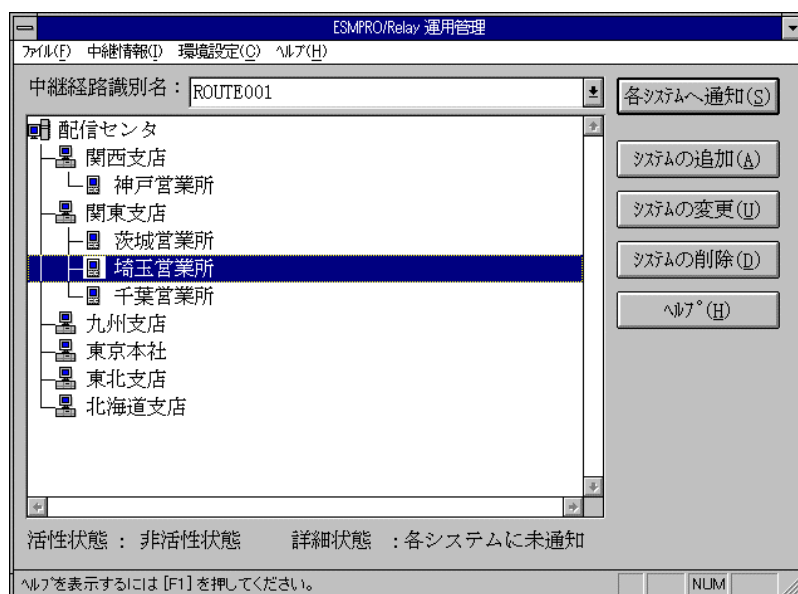 ESMPRO/Relay 運用管理
ﾌｧｲﾙ(F) 中継情報(I) 環境設定(C) ﾍﾙﾌﾟ(H)
中継経路識別名： ROUTE001
各ｼｽﾃﾑへ通知(S)
配信センタ
関西支店
ｼｽﾃﾑの追加(A)
神戸営業所
関東支店
ｼｽﾃﾑの変更(U)
茨城営業所
埼玉営業所
ｼｽﾃﾑの削除(D)
千葉営業所
ﾍﾙﾌﾟ(H)
九州支店
東京本社
東北支店
北海道支店
活性状態 ： 非活性状態 詳細状態 ：各システムに未通知
ﾍﾙﾌﾟを表示するには [F1] を押してください。 NUM